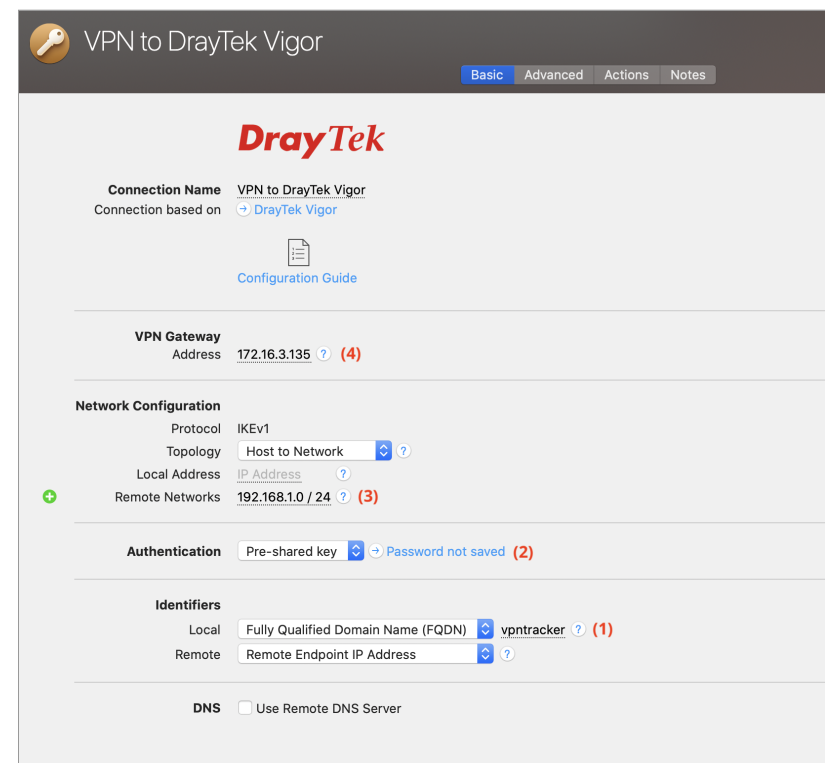 VPN to DrayTek Vigor
Basic Advanced Actions Notes
DrayTek
Connection Name VPN to DrayTek Vigor
Connection based on DrayTek Vigor
Configuration Guide
VPN Gateway
Address 172.16.3.135 ? (4)
Network Configuration
Protocol IKEv1
Topology Host to Network ?
Local Address IP Address ?
Remote Networks 192.168.1.0 / 24 ? (3)
Authentication Pre-shared key Password not saved (2)
Identifiers
Local Fully Qualified Domain Name (FQDN) vpntracker ? (1)
Remote Remote Endpoint IP Address ?
DNS Use Remote DNS Server